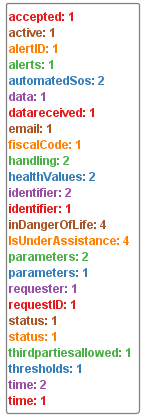 accepted: 1
active: 1
alertID: 1
alerts: 1
automatedSos: 2
data: 1
datareceived: 1
email: 1
fiscalCode: 1
handling: 2
healthValues: 2
identifier: 2
identifier: 1
inDangerOfLife: 4
IsUnderAssistance: 4
parameters: 2
parameters: 1
requester: 1
requestID: 1
status: 1
status: 1
thirdpartiesallowed: 1
thresholds: 1
time: 2
time: 1